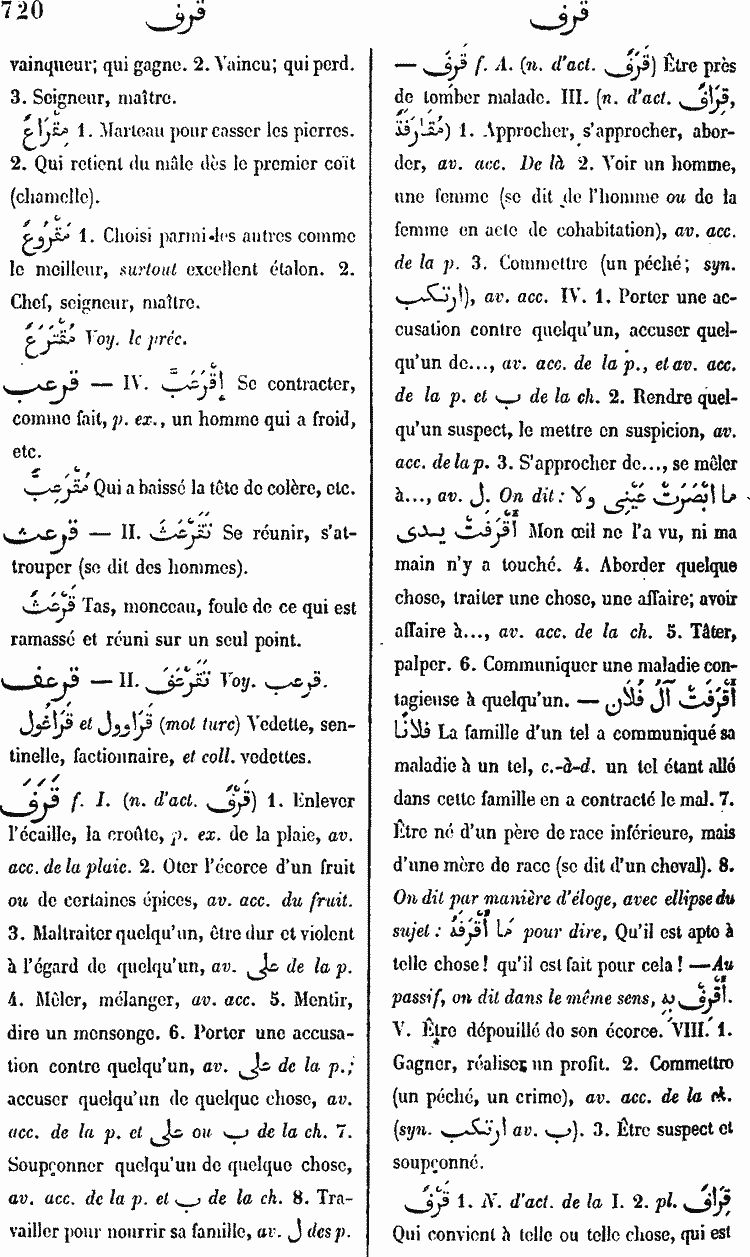 720
قرف
قرف
vainqueur; qui gagne. 2. Vaincu; qui perd.
3. Seigneur, maître.
مِقْرَاعٌ 1. Marteau pour casser les pierres.
2. Qui retient du mâle dès le premier coït
(chamelle).
مَقْرُوعٌ 1. Choisi parmi les autres comme
le meilleur, surtout excellent étalon. 2.
Chef, seigneur, maître.
مُقْتَرَعٌ Voy. le préc.
قرعب — IV. إِقْرَعَبَّ Se contracter,
comme fait, p. ex., un homme qui a froid,
etc.
مُقْرَعِبٌّ Qui a baissé la tête de colère, etc.
قرعث — II. تَقَرْعَثَ Se réunir, s'at-
trouper (se dit des hommes).
قَرْعَثٌ Tas, monceau, foule de ce qui est
ramassé et réuni sur un seul point.
قرعف — II. تَقَرْعَفَ Voy. قرعب.
قَرَاغُول et قَرَاوُول (mot turc) Vedette, sen-
tinelle, factionnaire, et coll. vedettes.
قَرَفَ f. I. (n. d'act. قَرْفٌ) 1. Enlever
l'écaille, la croûte, p. ex. de la plaie, av.
acc. de la plaie. 2. Oter l'écorce d'un fruit
ou de certaines épices, av. acc. du fruit.
3. Maltraiter quelqu'un, être dur et violent
à l'égard de quelqu'un, av. على de la p.
4. Mêler, mélanger, av. acc. 5. Mentir,
dire un mensonge. 6. Porter une accusa-
tion contre quelqu'un, av. على de la p.;
accuser quelqu'un de quelque chose, av.
acc. de la p. et على ou ب de la ch. 7.
Soupçonner quelqu'un de quelque chose,
av. acc. de la p. et ب de la ch. 8. Tra-
vailler pour nourrir sa famille, av. ل des p.
— قَرِفَ f. A. (n. d'act. قَرَفٌ) Être près
de tomber malade. III. (n. d'act. قِرَافٌ,
مُقَارَفَةٌ) 1. Approcher, s'approcher, abor-
der, av. acc. De là 2. Voir un homme,
une femme (se dit de l'homme ou de la
femme en acte de cohabitation), av. acc.
de la p. 3. Commettre (un péché; syn.
ارتكب), av. acc. IV. 1. Porter une ac-
cusation contre quelqu'un, accuser quel-
qu'un de..., av. acc. de la p., et av. acc.
de la p. et ب de la ch. 2. Rendre quel-
qu'un suspect, le mettre en suspicion, av.
acc. de la p. 3. S'approcher de..., se mêler
à..., av. ل. On dit: ما ابْصَرَتْ عَيْنِى ولا
أَقْرَفَتْ يدى Mon œil ne l'a vu, ni ma
main n'y a touché. 4. Aborder quelque
chose, traiter une chose, une affaire; avoir
affaire à..., av. acc. de la ch. 5. Tâter,
palper. 6. Communiquer une maladie con-
tagieuse à quelqu'un. — أَقْرَفَتْ آلُ فُلَانٍ
فلانًا La famille d'un tel a communiqué sa
maladie à un tel, c.-à-d. un tel étant allé
dans cette famille en a contracté le mal. 7.
Être né d'un père de race inférieure, mais
d'une mère de race (se dit d'un cheval). 8.
On dit par manière d'éloge, avec ellipse du
sujet: مَا أَقْرَفَهُ pour dire, Qu'il est apte à
telle chose! qu'il est fait pour cela! — Au
passif, on dit dans le même sens, أُقْرِفَ بِهِ.
V. Être dépouillé de son écorce. VIII. 1.
Gagner, réaliser un profit. 2. Commettre
(un péché, un crime), av. acc. de la ch.
(syn. ارتكب av. ب). 3. Être suspect et
soupçonné.
قَرْفٌ 1. N. d'act. de la I. 2. pl. قِرَافٌ
Qui convient à telle ou telle chose, qui est